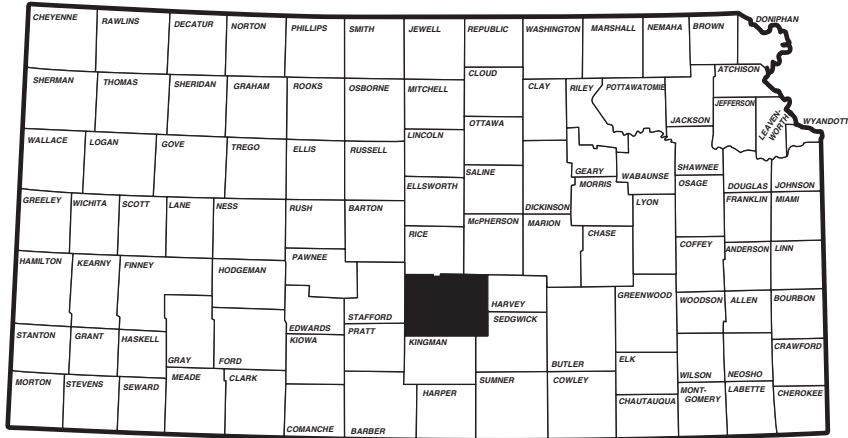 CHEYENNE
RAWLINS
DECATUR
NORTON
PHILLIPS
SMITH
JEWELL
REPUBLIC
WASHINGTON
MARSHALL
NEMAHA
BROWN
DONIPHAN
SHERMAN
THOMAS
SHERIDAN
GRAHAM
ROOKS
OSBORNE
MITCHELL
CLOUD
CLAY
RILEY
POTTAWATOMIE
JACKSON
ATCHISON
JEFFERSON
LEAVEN-
WORTH
WYANDOTT
WALLACE
LOGAN
GOVE
TREGO
ELLIS
RUSSELL
LINCOLN
OTTAWA
SALINE
ELLSWORTH
DICKINSON
GEARY
MORRIS
WABAUNSE
SHAWNEE
OSAGE
DOUGLAS
JOHNSON
GREELEY
WICHITA
SCOTT
LANE
NESS
RUSH
BARTON
RICE
McPHERSON
MARION
CHASE
LYON
COFFEY
FRANKLIN
MIAMI
ANDERSON
LINN
HAMILTON
KEARNY
FINNEY
HODGEMAN
PAWNEE
EDWARDS
STAFFORD
HARVEY
SEDGWICK
GREENWOOD
WOODSON
ALLEN
BOURBON
STANTON
GRANT
HASKELL
GRAY
FORD
KIOWA
PRATT
KINGMAN
BUTLER
ELK
WILSON
NEOSHO
CRAWFORD
MORTON
STEVENS
SEWARD
MEADE
CLARK
COMANCHE
BARBER
HARPER
SUMNER
COWLEY
CHAUTAUQUA
MONT-
GOMERY
LABETTE
CHEROKEE